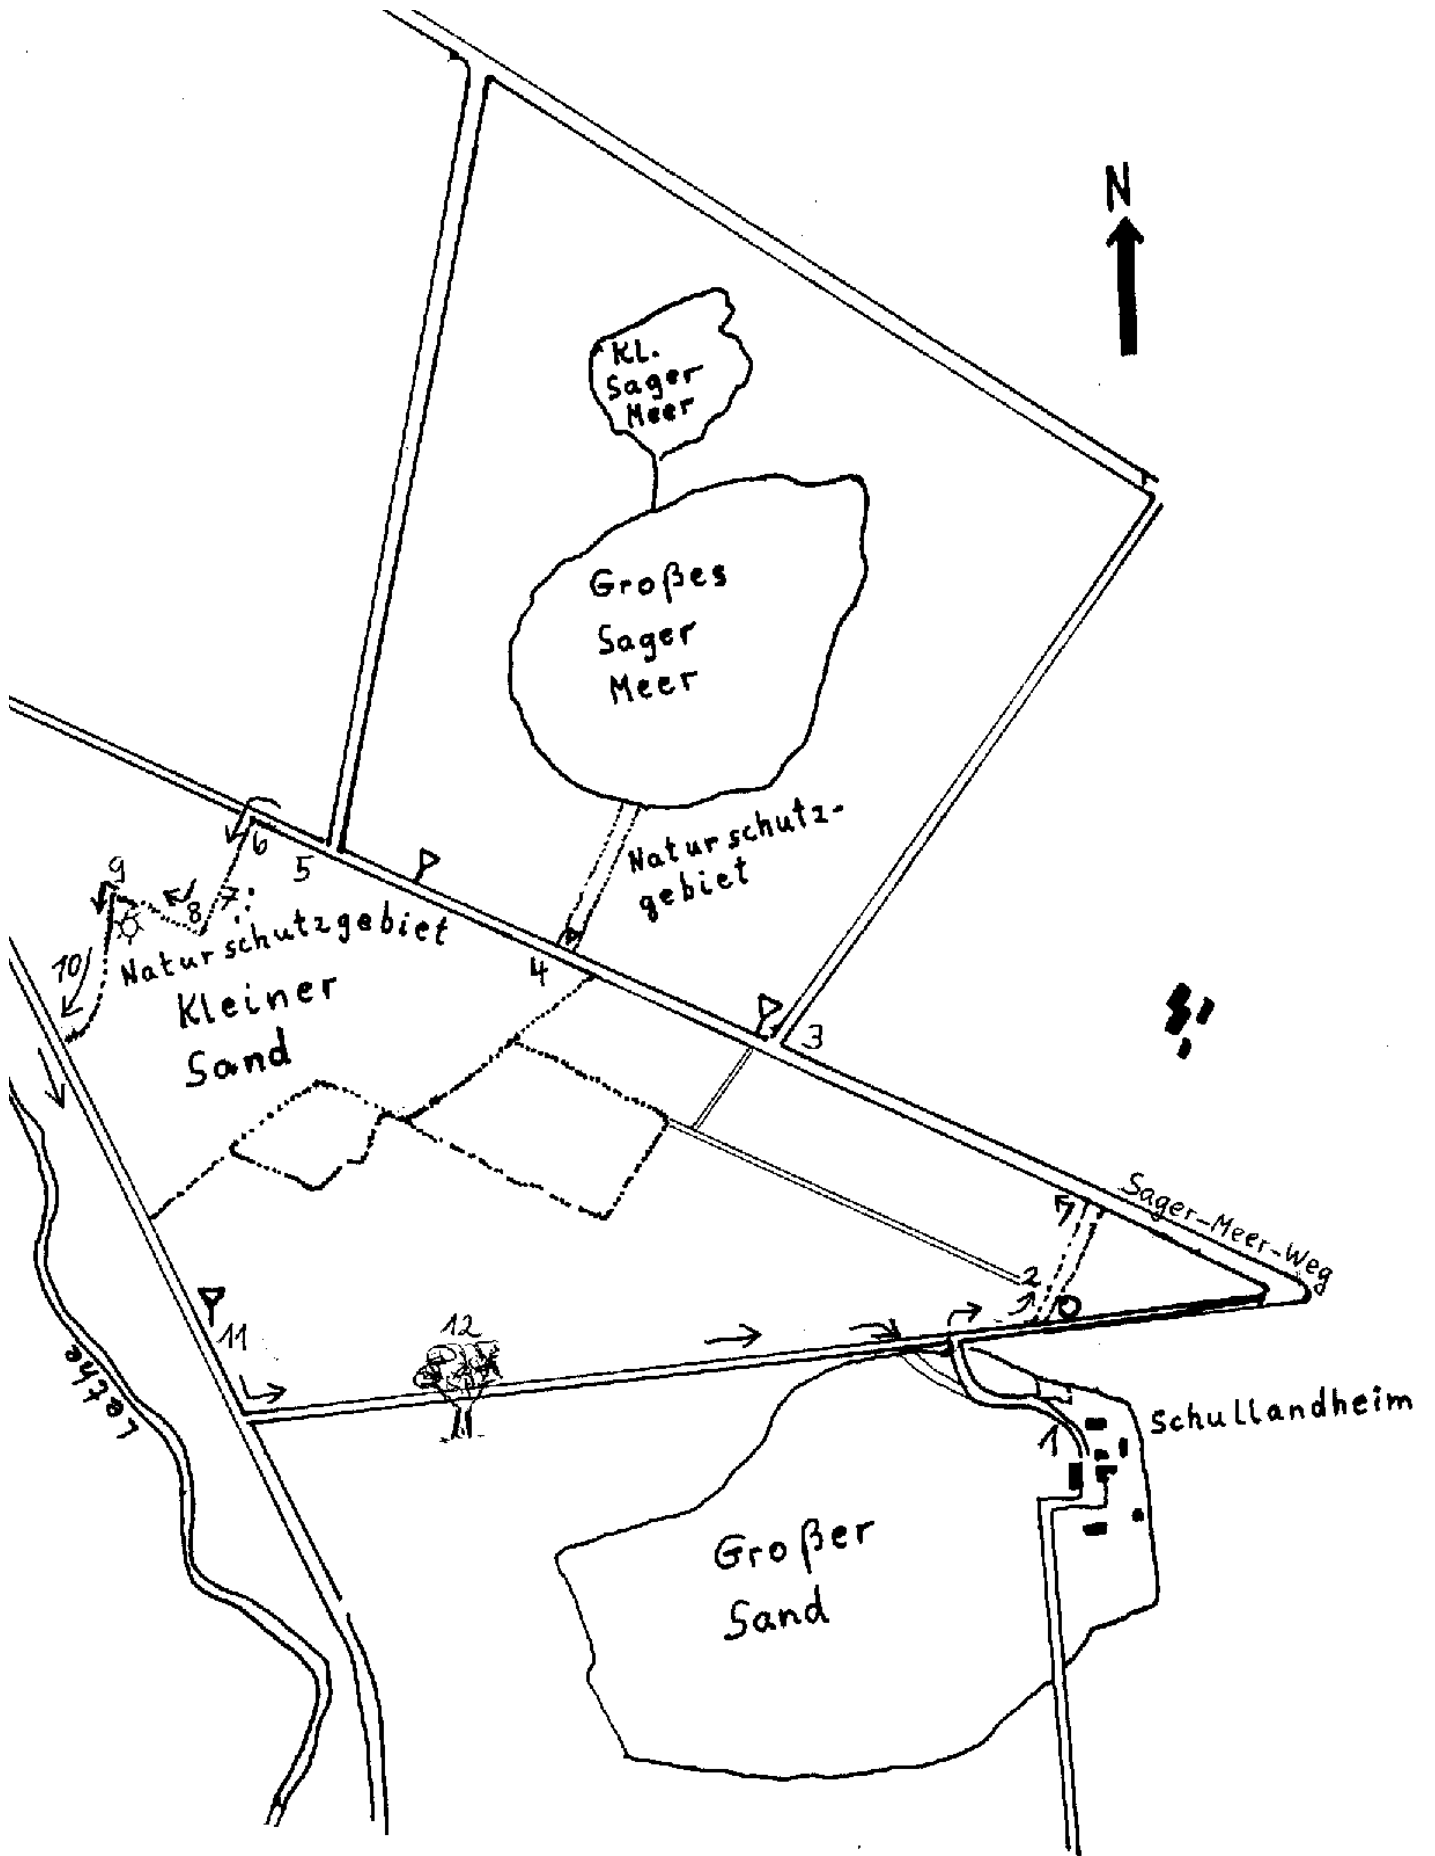 N
Kl.
Sager
Meer
Großes
Sager
Meer
Naturschutz-
gebiet
6
5
9
7
8
Naturschutzgebiet
4
10
Kleiner
Sand
3
Sager-Meer-Weg
2
11
12
Lethe
Schullandheim
1
Großer
Sand